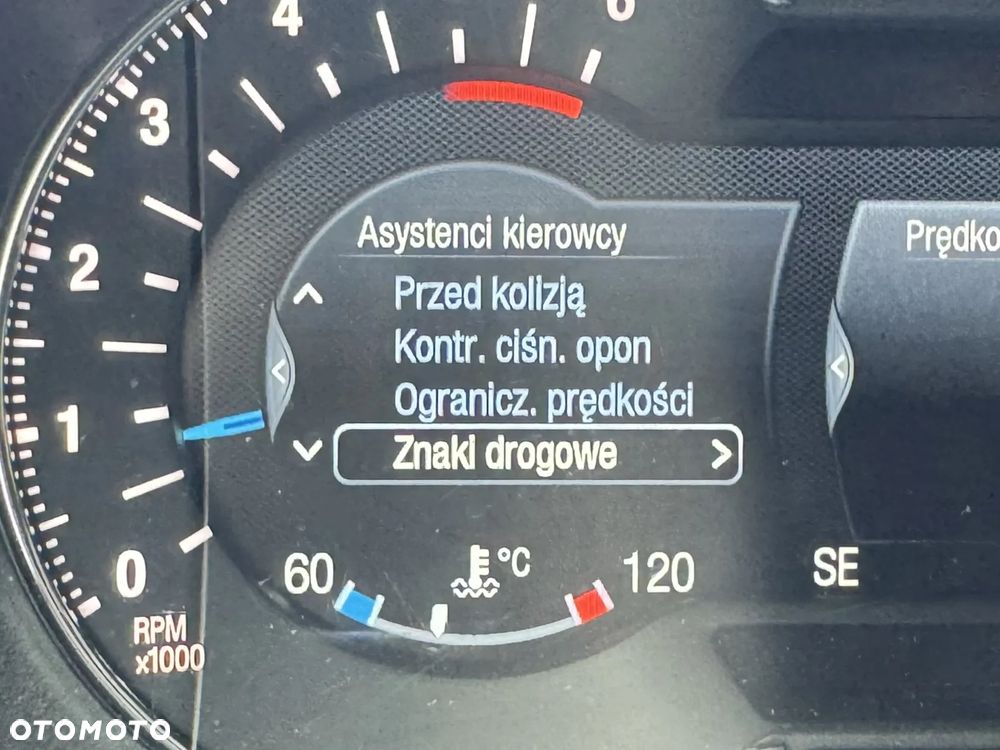 4
6
3
2
1
0
RPM
x1000
Asystenci kierowcy
Przed kolizją
Kontr. ciśn. opon
Ogranicz. prędkości
Znaki drogowe >
60
°C
120
SE
OTOMOTO